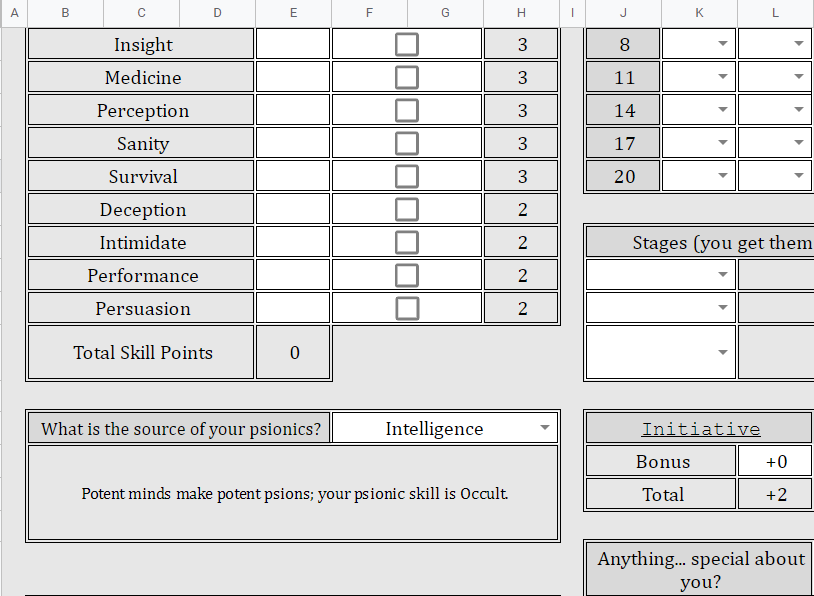 A B C D E F G H I J K L
Insight 3 8
Medicine 3 11
Perception 3 14
Sanity 3 17
Survival 3 20
Deception 2
Intimidate 2 Stages (you get them
Performance 2
Persuasion 2
Total Skill Points 0
What is the source of your psionics? Intelligence Initiative
Bonus +0
Potent minds make potent psions; your psionic skill is Occult. Total +2
Anything... special about
you?